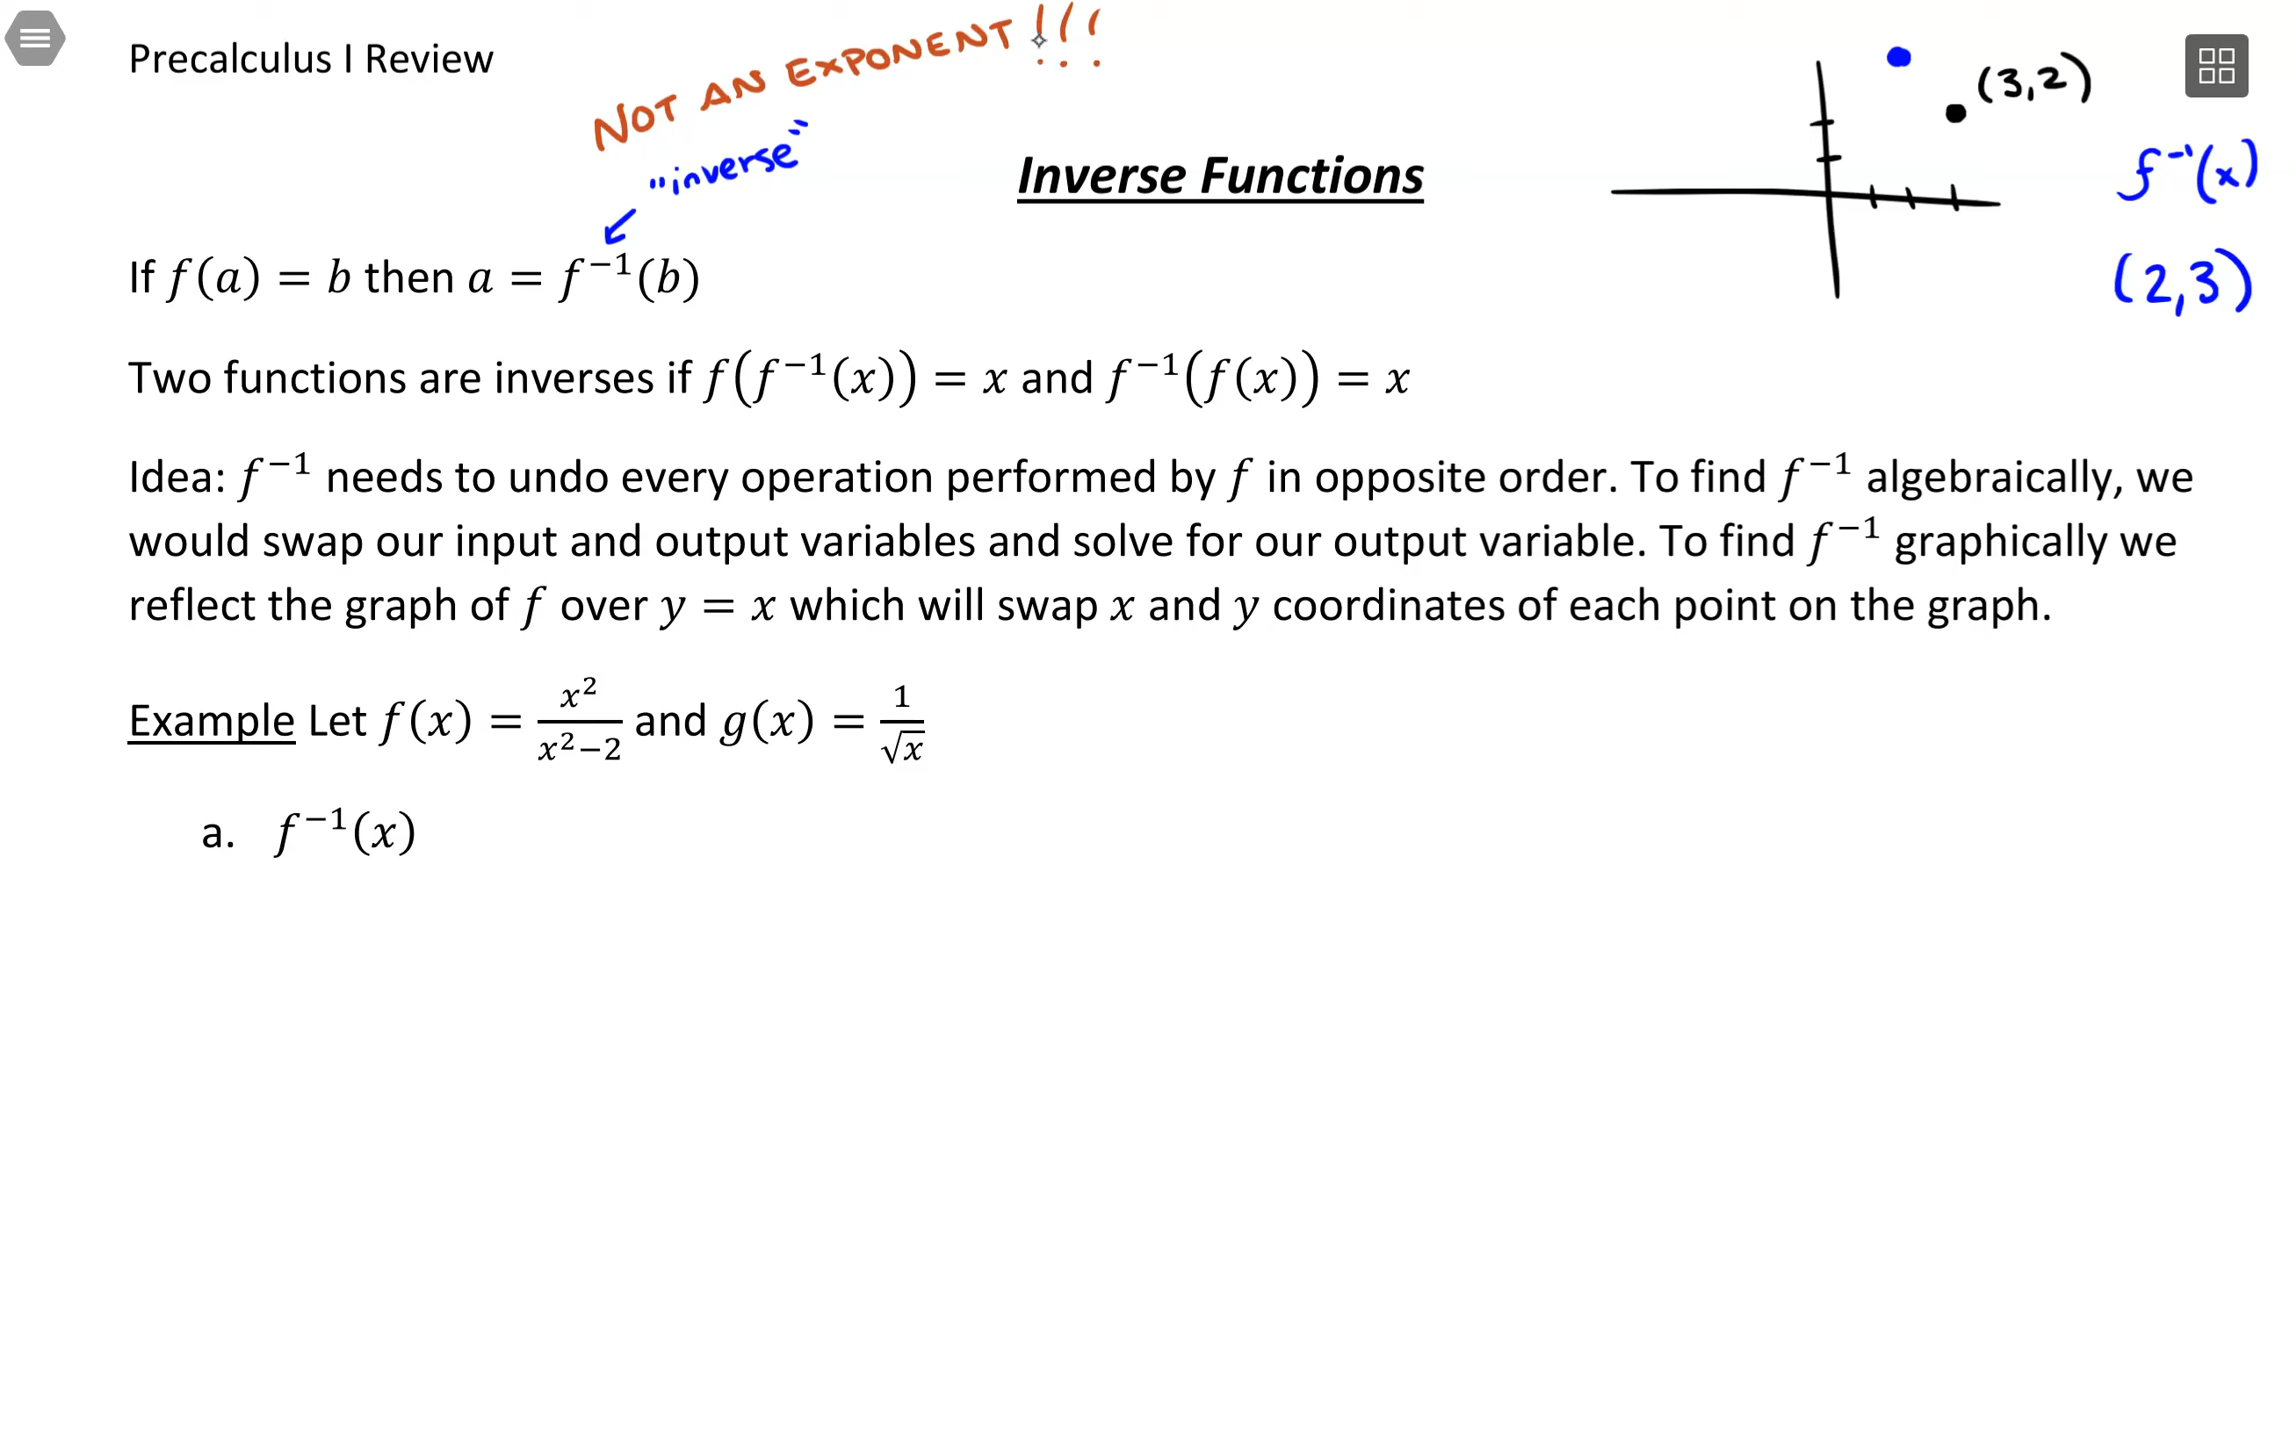 Precalculus I Review
NOT AN EXPONENT !!!
"inverse"
(3,2)
f⁻¹(x)
(2,3)
Inverse Functions
If f(a) = b then a = f⁻¹(b)
Two functions are inverses if f(f⁻¹(x)) = x and f⁻¹(f(x)) = x
Idea: f⁻¹ needs to undo every operation performed by f in opposite order. To find f⁻¹ algebraically, we
would swap our input and output variables and solve for our output variable. To find f⁻¹ graphically we
reflect the graph of f over y = x which will swap x and y coordinates of each point on the graph.
Example Let f(x) = x²/(x²−2) and g(x) = 1/√x
a. f⁻¹(x)